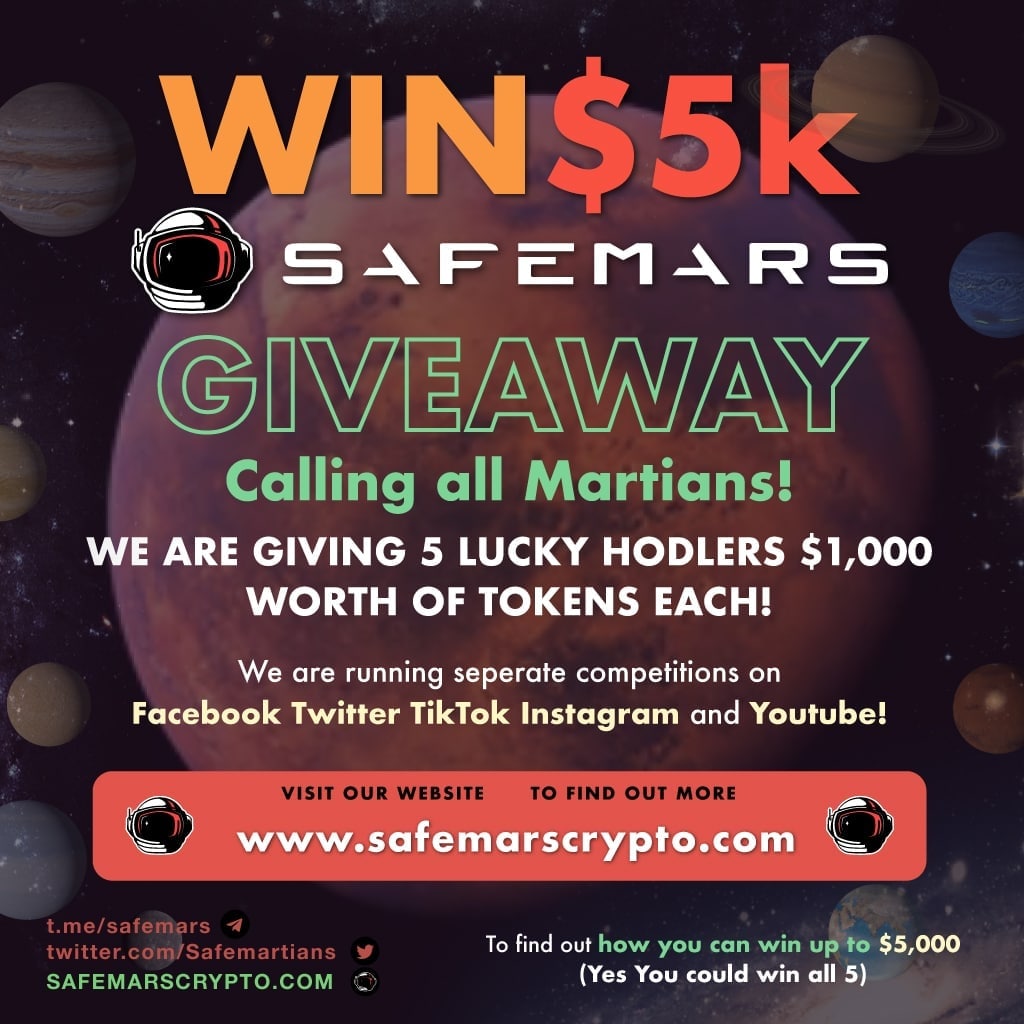 WIN$5k
SAFEMARS
GIVEAWAY
Calling all Martians!
WE ARE GIVING 5 LUCKY HODLERS $1,000
WORTH OF TOKENS EACH!
We are running seperate competitions on
Facebook Twitter TikTok Instagram and Youtube!
VISIT OUR WEBSITE TO FIND OUT MORE
www.safemarscrypto.com
t.me/safemars
twitter.com/Safemartians
SAFEMARSCRYPTO.COM
To find out how you can win up to $5,000
(Yes You could win all 5)